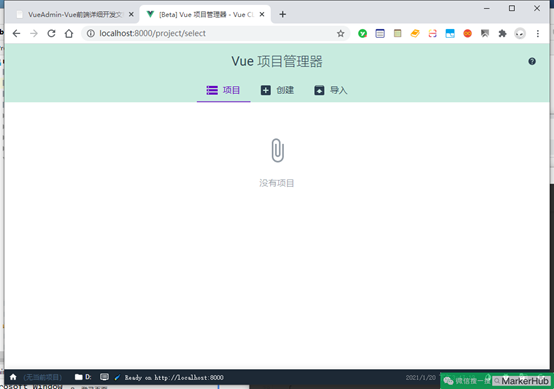 VueAdmin-Vue前端详细开发文
[Beta] Vue 项目管理器 - Vue C
localhost:8000/project/select
Vue 项目管理器
项目
创建
导入
没有项目
(无当前项目)
D:
Ready on http://localhost:8000
2021/1/20
微信搜一搜
MarkerHub